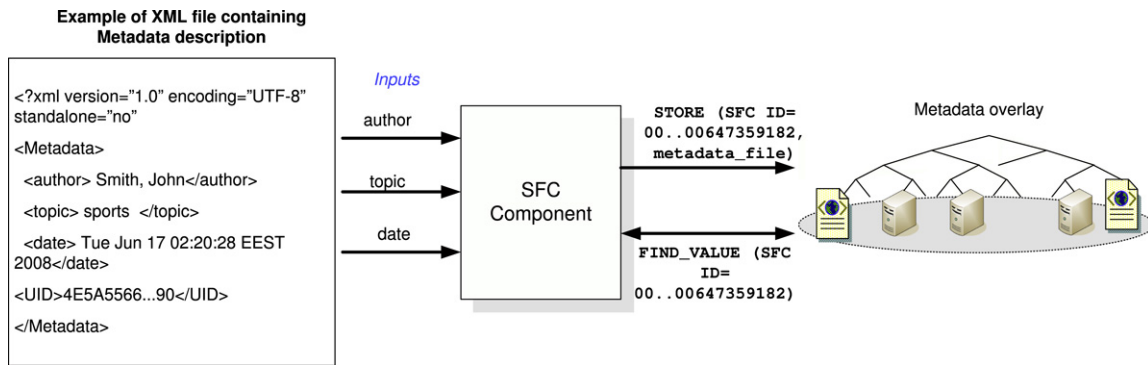 Example of XML file containing
Metadata description
<?xml version=”1.0” encoding=”UTF-8”
standalone=”no”
<Metadata>
<author> Smith, John</author>
<topic> sports  </topic>
<date> Tue Jun 17 02:20:28 EEST
2008</date>
<UID>4E5A5566...90</UID>
</Metadata>
Inputs
author
topic
date
SFC
Component
STORE (SFC ID=
00..00647359182,
metadata_file)
FIND_VALUE (SFC
ID=
00..00647359182)
Metadata overlay